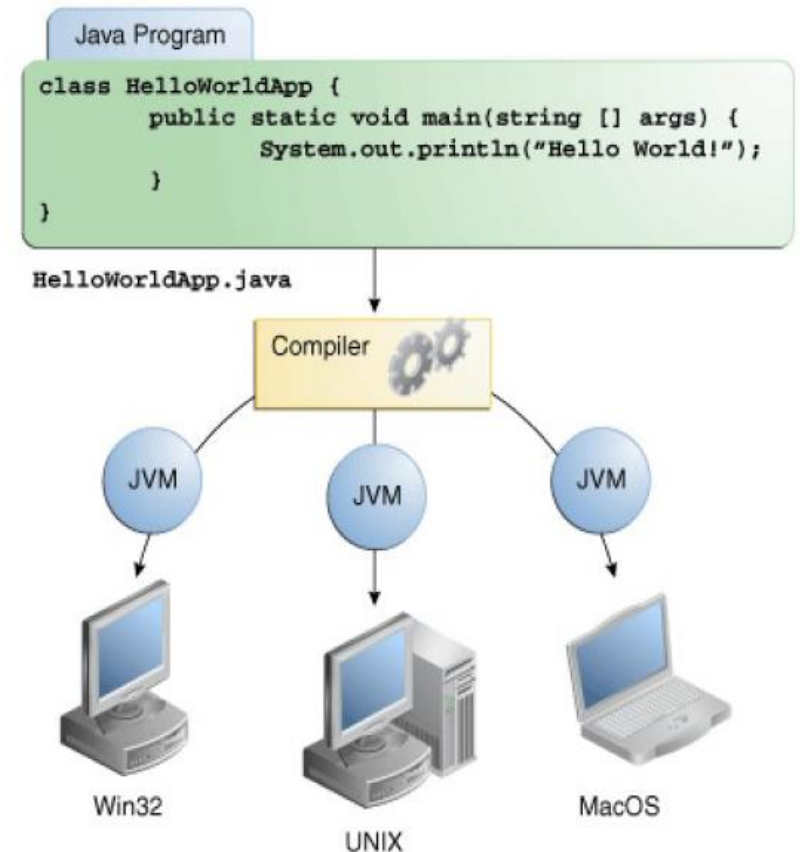 Java Program
class HelloWorldApp {
public static void main(string [] args) {
System.out.println(”Hello World!”);
}
}
HelloWorldApp.java
Compiler
JVM
JVM
JVM
Win32
UNIX
MacOS